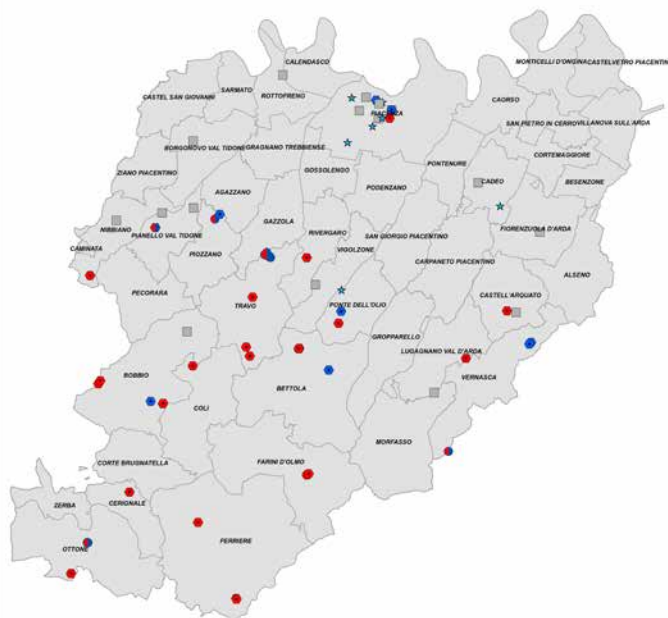 CALENDASCO
MONTICELLI D'ONGINA
CASTELVETRO PIACENTIN
SARMATO
ROTTOFRENO
CASTEL SAN GIOVANNI
CAORSO
PIACENZA
SAN PIETRO IN CERRO
VILLANOVA SULL'ARDA
BORGONOVO VAL TIDONE
GRAGNANO TREBBIENSE
CORTEMAGGIORE
PONTENURE
ZIANO PIACENTINO
GOSSOLENGO
CADEO
BESENZONE
AGAZZANO
PODENZANO
GAZZOLA
RIVERGARO
NIBBIANO
PIANELLO VAL TIDONE
SAN GIORGIO PIACENTINO
FIORENZUOLA D'ARDA
CAMINATA
PIOZZANO
VIGOLZONE
CARPANETO PIACENTINO
ALSENO
PECORARA
TRAVO
PONTE DELL'OLIO
CASTELL'ARQUATO
GROPPARELLO
LUGAGNANO VAL D'ARDA
BOBBIO
VERNASCA
BETTOLA
COLI
MORFASSO
CORTE BRUGNATELLA
FARINI D'OLMO
ZERBA
CERIGNALE
FERRIERE
OTTONE